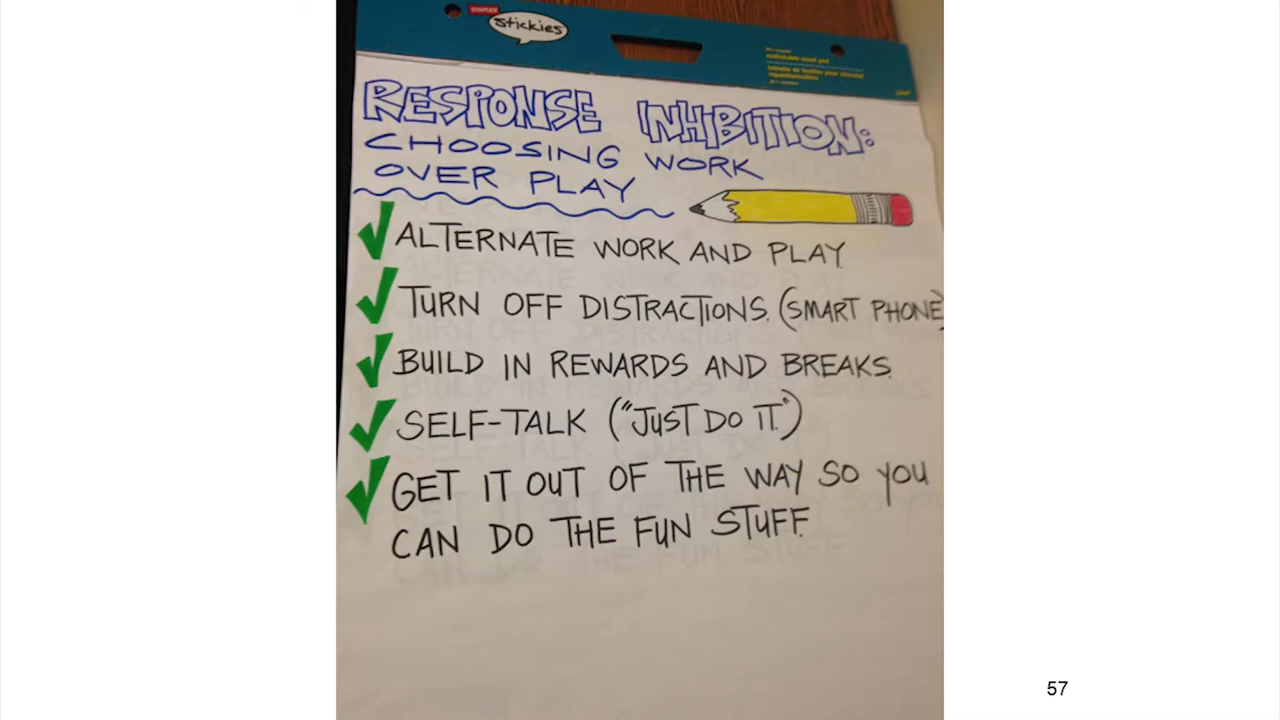 STAPLES
stickies
RESPONSE INHIBITION:
CHOOSING WORK
OVER PLAY
ALTERNATE WORK AND PLAY.
TURN OFF DISTRACTIONS. (SMART PHONE)
BUILD IN REWARDS AND BREAKS.
SELF-TALK ("JUST DO IT.")
GET IT OUT OF THE WAY SO YOU
CAN DO THE FUN STUFF.
57